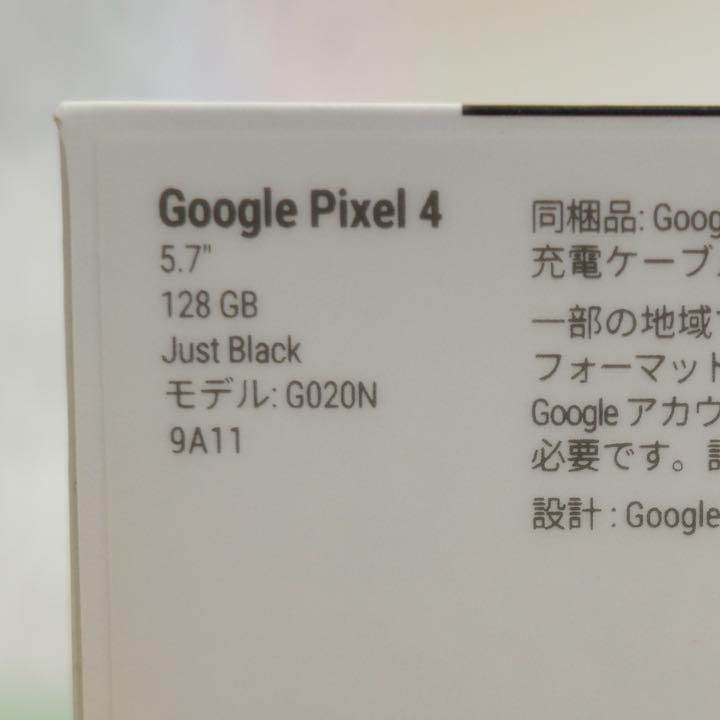 Google Pixel 4
5.7"
128 GB
Just Black
モデル: G020N
9A11
同梱品: Goog
充電ケーブ
一部の地域
フォーマット
Google アカウ
必要です。
設計 : Google